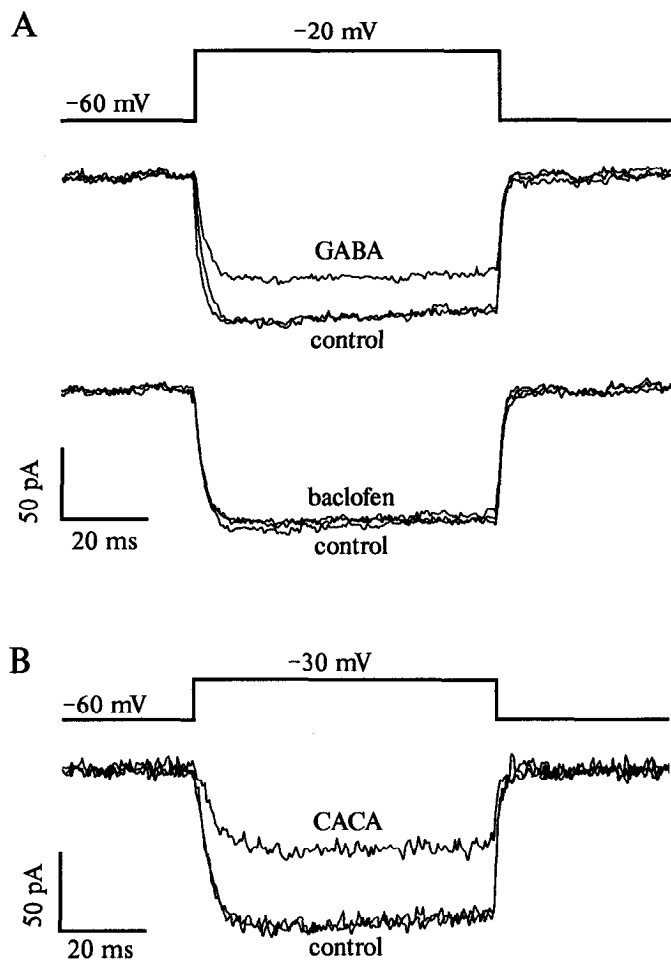 A
−20 mV
−60 mV
GABA
control
baclofen
control
50 pA
20 ms
B
−30 mV
−60 mV
CACA
control
50 pA
20 ms